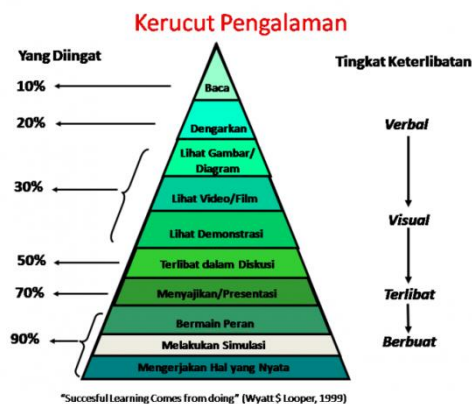 Kerucut Pengalaman
Yang Diingat
Tingkat Keterlibatan
10%
Baca
20%
Dengarkan
Verbal
Lihat Gambar/
Diagram
30%
Lihat Video/Film
Visual
Lihat Demonstrasi
50%
Terlibat dalam Diskusi
70%
Menyajikan/Presentasi
Terlibat
Bermain Peran
90%
Melakukan Simulasi
Berbuat
Mengerjakan Hal yang Nyata
"Succesful Learning Comes from doing" (Wyatt $ Looper, 1999)